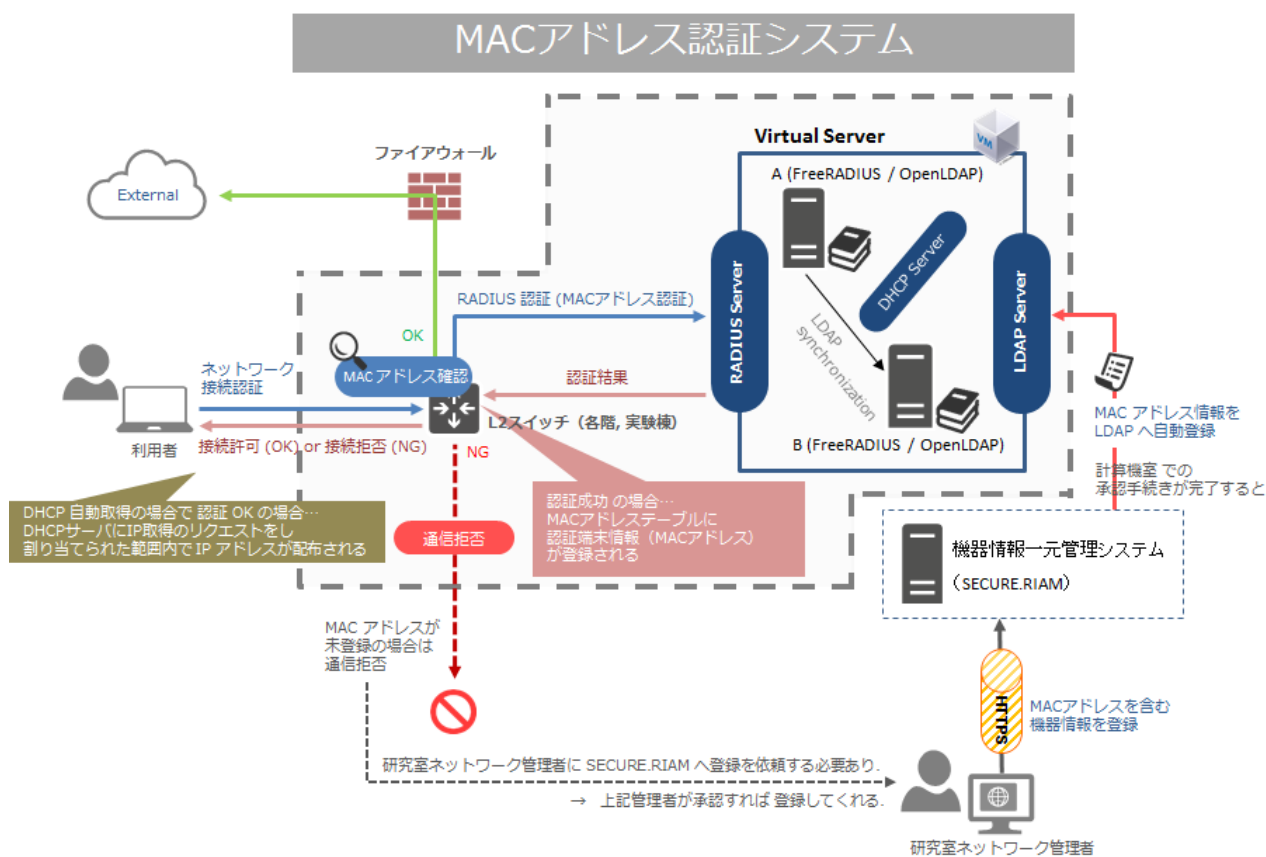 MACアドレス認証システム
Virtual Server
VM
ファイアウォール
External
A (FreeRADIUS / OpenLDAP)
RADIUS Server
DHCP Server
LDAP Server
LDAP
synchronization
B (FreeRADIUS / OpenLDAP)
RADIUS 認証 (MACアドレス認証)
OK
MAC アドレス確認
ネットワーク
接続認証
認証結果
L2スイッチ（各階, 実験棟）
利用者
接続許可 (OK) or 接続拒否 (NG)
NG
MAC アドレス情報を
LDAP へ自動登録
計算機室 での
承認手続きが完了すると
DHCP 自動取得の場合で 認証 OK の場合…
DHCPサーバにIP取得のリクエストをし
割り当てられた範囲内で IP アドレスが配布される
通信拒否
認証成功 の場合…
MACアドレステーブルに
認証端末情報（MACアドレス）
が登録される
機器情報一元管理システム
（SECURE.RIAM）
MAC アドレスが
未登録の場合は
通信拒否
HTTPS
MACアドレスを含む
機器情報を登録
研究室ネットワーク管理者に SECURE.RIAM へ登録を依頼する必要あり.
→ 上記管理者が承認すれば 登録してくれる.
研究室ネットワーク管理者